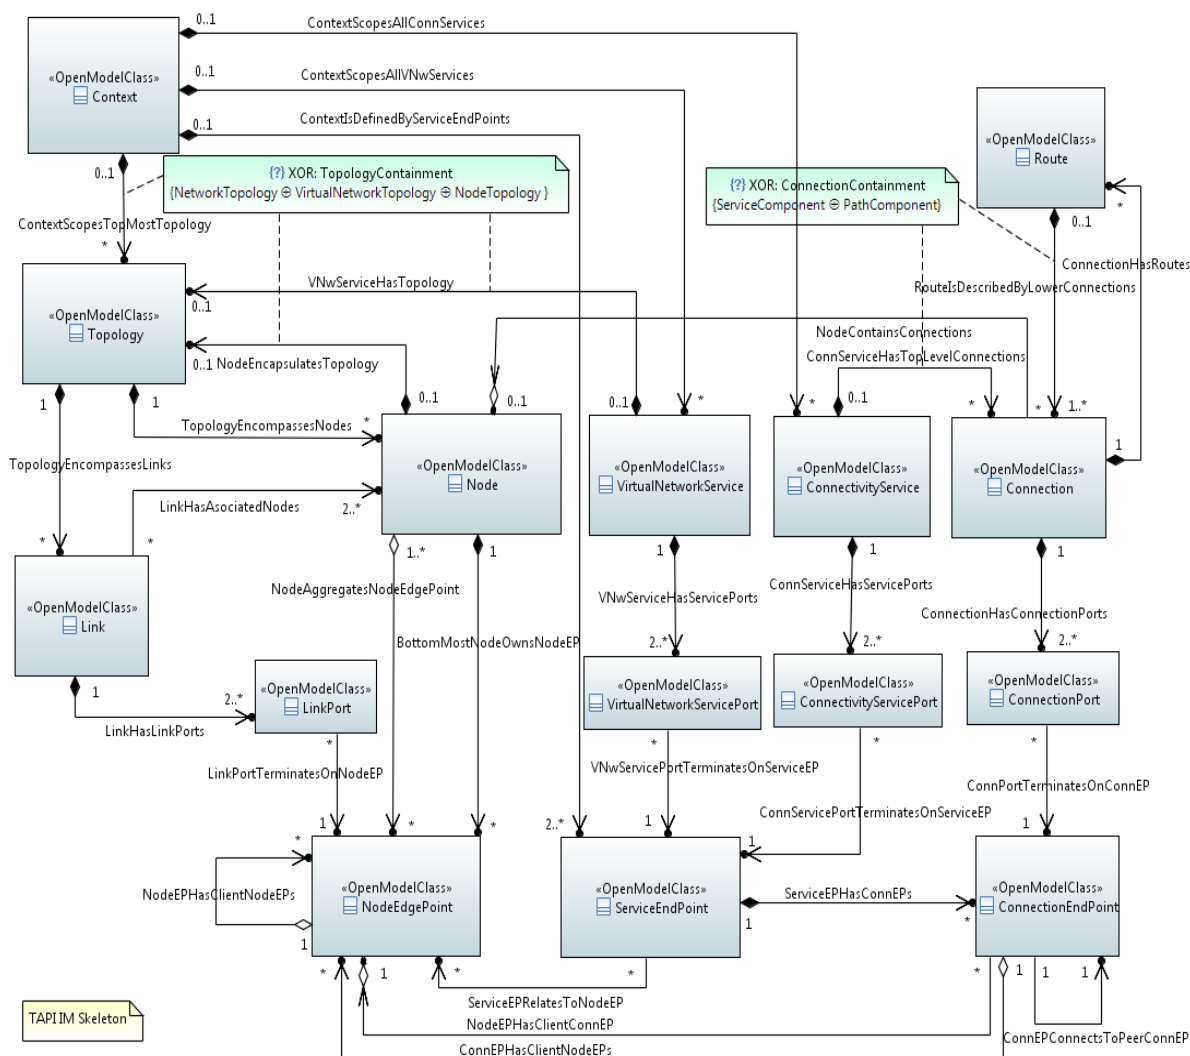 0..1
ContextScopesAllConnServices
«OpenModelClass»
Context
0..1
ContextScopesAllVNwServices
0..1
ContextIsDefinedByServiceEndPoints
0..1
«OpenModelClass»
Route
{?} XOR: TopologyContainment
{NetworkTopology ⊕ VirtualNetworkTopology ⊕ NodeTopology }
{?} XOR: ConnectionContainment
{ServiceComponent ⊕ PathComponent}
*
0..1
ContextScopesTopMostTopology
*
ConnectionHasRoutes
VNwServiceHasTopology
RouteIsDescribedByLowerConnections
0..1
«OpenModelClass»
Topology
NodeContainsConnections
NodeEncapsulatesTopology
0..1
ConnServiceHasTopLevelConnections
1
1
0..1
0..1
0..1
*
0..1
*
*
1..*
*
TopologyEncompassesNodes
*
1
TopologyEncompassesLinks
«OpenModelClass»
Node
«OpenModelClass»
VirtualNetworkService
«OpenModelClass»
ConnectivityService
«OpenModelClass»
Connection
LinkHasAsociatedNodes
2..*
*
*
1..*
1
1
1
1
NodeAggregatesNodeEdgePoint
VNwServiceHasServicePorts
ConnServiceHasServicePorts
ConnectionHasConnectionPorts
«OpenModelClass»
Link
BottomMostNodeOwnsNodeEP
2..*
2..*
2..*
1
2..*
«OpenModelClass»
LinkPort
«OpenModelClass»
VirtualNetworkServicePort
«OpenModelClass»
ConnectivityServicePort
«OpenModelClass»
ConnectionPort
LinkHasLinkPorts
*
*
*
*
LinkPortTerminatesOnNodeEP
VNwServicePortTerminatesOnServiceEP
ConnPortTerminatesOnConnEP
ConnServicePortTerminatesOnServiceEP
1
*
*
*
2..*
1
1
1
NodeEPHasClientNodeEPs
«OpenModelClass»
NodeEdgePoint
«OpenModelClass»
ServiceEndPoint
ServiceEPHasConnEPs
«OpenModelClass»
ConnectionEndPoint
1
1
*
*
1
*
*
*
1
1
1
ServiceEPRelatesToNodeEP
TAPI IM Skeleton
NodeEPHasClientConnEP
ConnEPConnectsToPeerConnEP
ConnEPHasClientNodeEPs